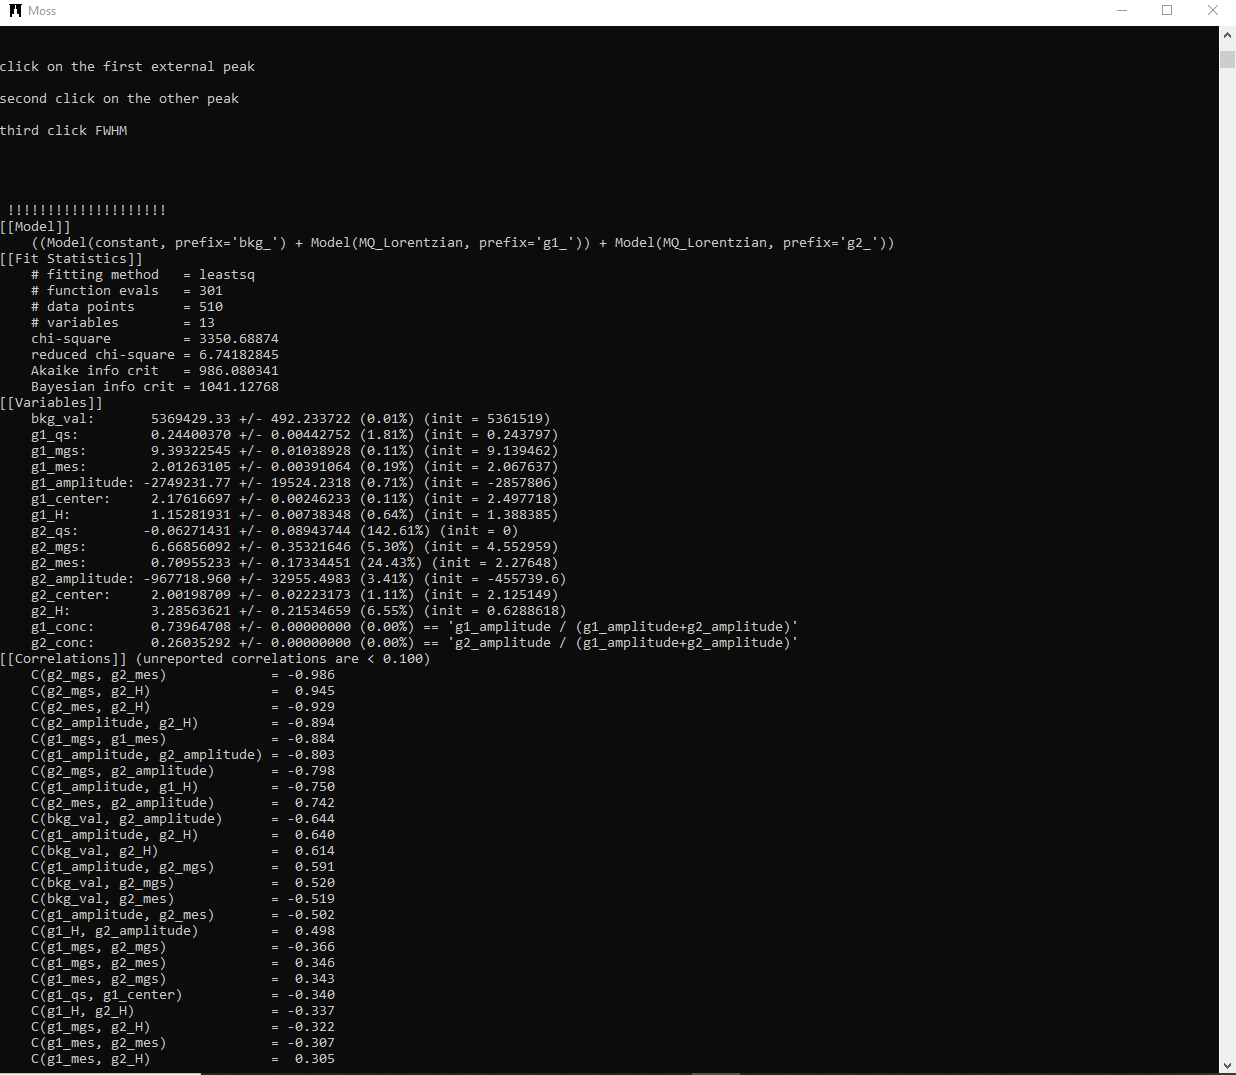 Moss
click on the first external peak
second click on the other peak
third click FWHM
!!!!!!!!!!!!!!!!!!!!
[[Model]]
((Model(constant, prefix='bkg_') + Model(MQ_Lorentzian, prefix='g1_')) + Model(MQ_Lorentzian, prefix='g2_'))
[[Fit Statistics]]
# fitting method   = leastsq
# function evals   = 301
# data points      = 510
# variables        = 13
chi-square         = 3350.68874
reduced chi-square = 6.74182845
Akaike info crit   = 986.080341
Bayesian info crit = 1041.12768
[[Variables]]
bkg_val:       5369429.33 +/- 492.233722 (0.01%) (init = 5361519)
g1_qs:         0.24400370 +/- 0.00442752 (1.81%) (init = 0.243797)
g1_mgs:        9.39322545 +/- 0.01038928 (0.11%) (init = 9.139462)
g1_mes:        2.01263105 +/- 0.00391064 (0.19%) (init = 2.067637)
g1_amplitude: -2749231.77 +/- 19524.2318 (0.71%) (init = -2857806)
g1_center:     2.17616697 +/- 0.00246233 (0.11%) (init = 2.497718)
g1_H:          1.15281931 +/- 0.00738348 (0.64%) (init = 1.388385)
g2_qs:        -0.06271431 +/- 0.08943744 (142.61%) (init = 0)
g2_mgs:        6.66856092 +/- 0.35321646 (5.30%) (init = 4.552959)
g2_mes:        0.70955233 +/- 0.17334451 (24.43%) (init = 2.27648)
g2_amplitude: -967718.960 +/- 32955.4983 (3.41%) (init = -455739.6)
g2_center:     2.00198709 +/- 0.02223173 (1.11%) (init = 2.125149)
g2_H:          3.28563621 +/- 0.21534659 (6.55%) (init = 0.6288618)
g1_conc:       0.73964708 +/- 0.00000000 (0.00%) == 'g1_amplitude / (g1_amplitude+g2_amplitude)'
g2_conc:       0.26035292 +/- 0.00000000 (0.00%) == 'g2_amplitude / (g1_amplitude+g2_amplitude)'
[[Correlations]] (unreported correlations are < 0.100)
C(g2_mgs, g2_mes)             = -0.986
C(g2_mgs, g2_H)               =  0.945
C(g2_mes, g2_H)               = -0.929
C(g2_amplitude, g2_H)         = -0.894
C(g1_mgs, g1_mes)             = -0.884
C(g1_amplitude, g2_amplitude) = -0.803
C(g2_mgs, g2_amplitude)       = -0.798
C(g1_amplitude, g1_H)         = -0.750
C(g2_mes, g2_amplitude)       =  0.742
C(bkg_val, g2_amplitude)      = -0.644
C(g1_amplitude, g2_H)         =  0.640
C(bkg_val, g2_H)              =  0.614
C(g1_amplitude, g2_mgs)       =  0.591
C(bkg_val, g2_mgs)            =  0.520
C(bkg_val, g2_mes)            = -0.519
C(g1_amplitude, g2_mes)       = -0.502
C(g1_H, g2_amplitude)         =  0.498
C(g1_mgs, g2_mgs)             = -0.366
C(g1_mgs, g2_mes)             =  0.346
C(g1_mes, g2_mgs)             =  0.343
C(g1_qs, g1_center)           = -0.340
C(g1_H, g2_H)                 = -0.337
C(g1_mgs, g2_H)               = -0.322
C(g1_mes, g2_mes)             = -0.307
C(g1_mes, g2_H)               =  0.305